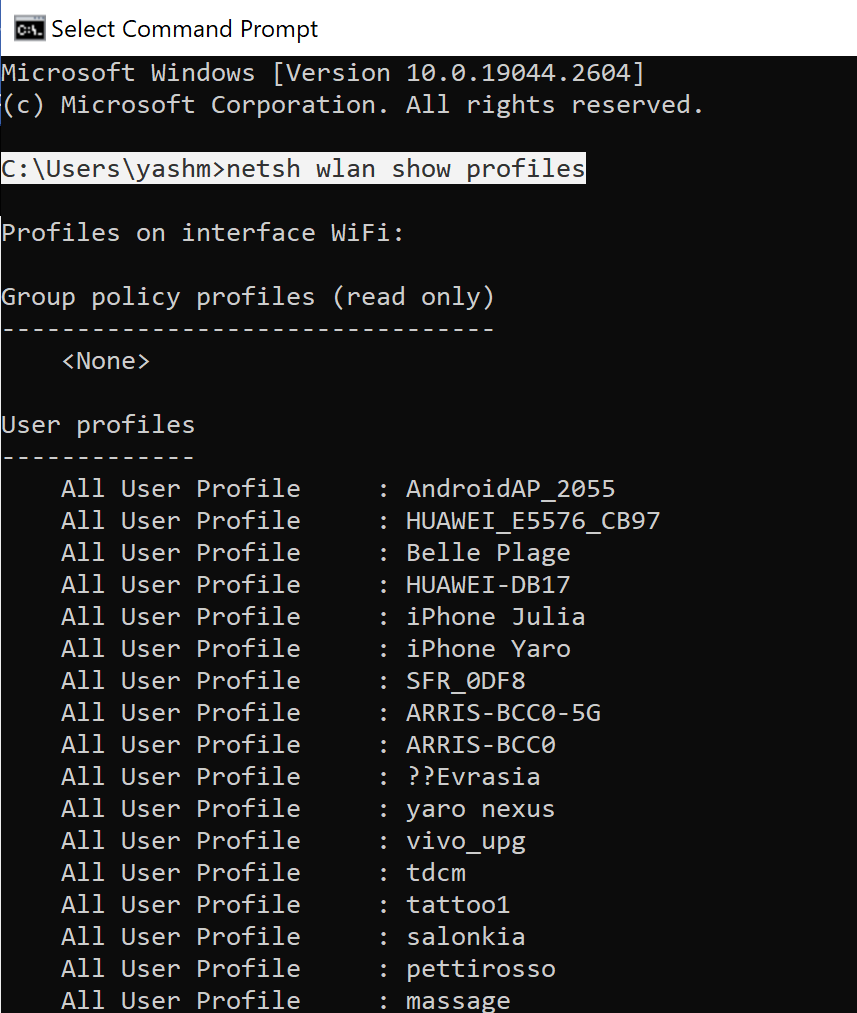 Select Command Prompt
Microsoft Windows [Version 10.0.19044.2604]
(c) Microsoft Corporation. All rights reserved.
C:\Users\yashm>netsh wlan show profiles
Profiles on interface WiFi:
Group policy profiles (read only)
---------------------------------
    <None>
User profiles
-------------
    All User Profile     : AndroidAP_2055
    All User Profile     : HUAWEI_E5576_CB97
    All User Profile     : Belle Plage
    All User Profile     : HUAWEI-DB17
    All User Profile     : iPhone Julia
    All User Profile     : iPhone Yaro
    All User Profile     : SFR_0DF8
    All User Profile     : ARRIS-BCC0-5G
    All User Profile     : ARRIS-BCC0
    All User Profile     : ??Evrasia
    All User Profile     : yaro nexus
    All User Profile     : vivo_upg
    All User Profile     : tdcm
    All User Profile     : tattoo1
    All User Profile     : salonkia
    All User Profile     : pettirosso
    All User Profile     : massage